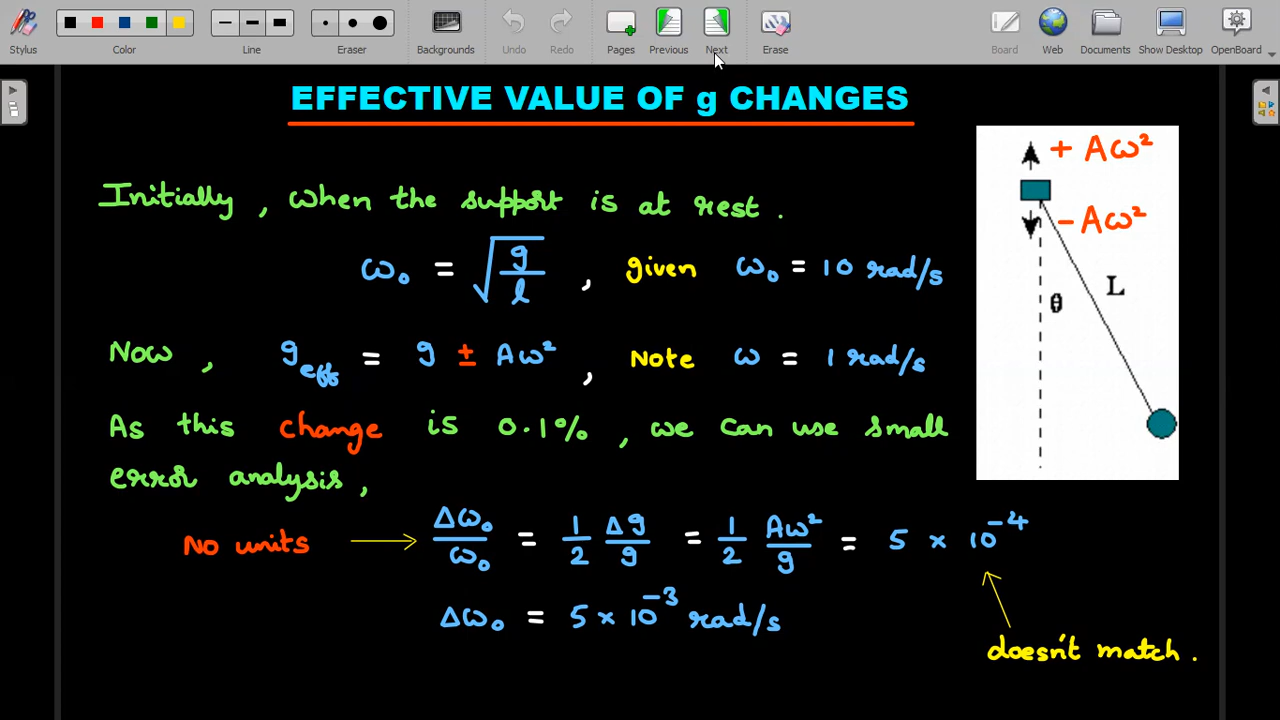 Stylus Color Line Eraser Backgrounds Undo Redo Pages Previous Next Erase Board Web Documents Show Desktop OpenBoard
EFFECTIVE VALUE OF g CHANGES
+ Aω²
- Aω²
L
θ
Initially, when the support is at rest.
ω₀ = √(g/l) , given ω₀ = 10 rad/s
Now, g_eff = g ± Aω² , Note ω = 1 rad/s
As this change is 0.1%, we can use small
error analysis,
No units → Δω₀/ω₀ = 1/2 Δg/g = 1/2 Aω²/g = 5 × 10⁻⁴
Δω₀ = 5 × 10⁻³ rad/s
doesn't match.